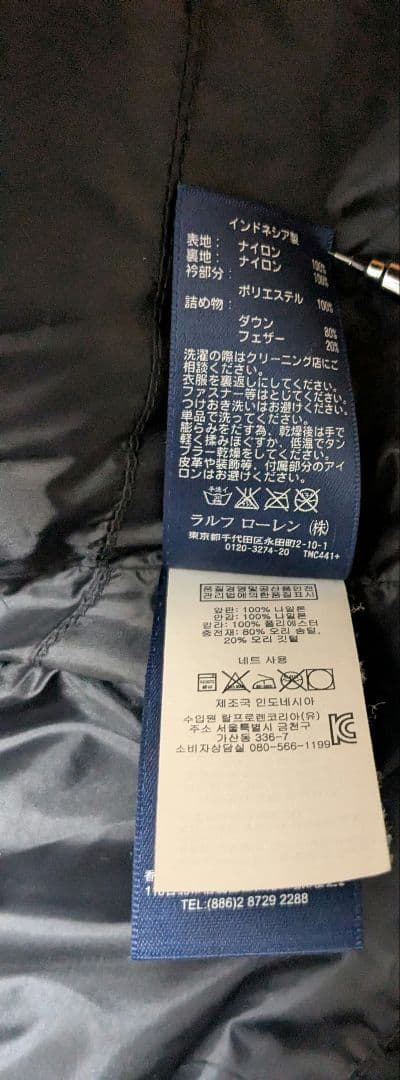 インドネシア製
表地: ナイロン 100%
裏地: ナイロン 100%
衿部分:
ポリエステル 100%
詰め物:
ダウン 80%
フェザー 20%
洗濯の際はクリーニング店にご
相談ください。
衣服を裏返しにしてください。
ファスナー等はとじてください。
つけおき洗いはお避けください。
単品で洗ってください。
膨らみをだす為、乾燥後は手で
軽く揉みほぐすか、低温でタン
ブラー乾燥をしてください。
皮革や装飾等、付属部分のアイ
ロンはお避けください。
手洗イ
ラルフ ローレン (株)
東京都千代田区永田町2-10-1
0120-3274-20 TMC441+
품질경영및공산품안전
관리법에의한품질표시
겉판: 100% 나일론
안감: 100% 나일론
칼라: 100% 폴리에스터
충전재: 80% 오리 솜털,
20% 오리 깃털
네트 사용
제조국 인도네시아
수입원 랄프로렌코리아(유)
주소 서울특별시 금천구
가산동 336-7
소비자상담실 080-566-1199
TEL:(886)2 8729 2288